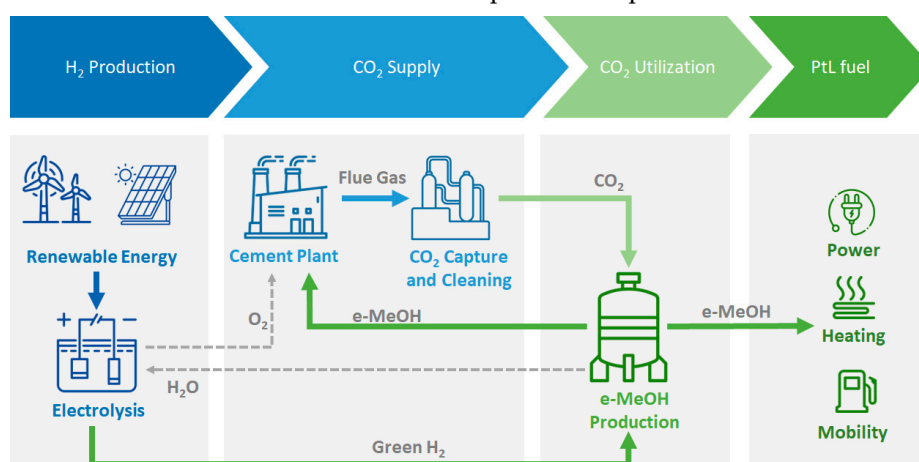 H₂ Production
CO₂ Supply
CO₂ Utilization
PtL fuel
Flue Gas
CO₂
Renewable Energy
Cement Plant
CO₂ Capture
and Cleaning
Power
+ −
O₂
e-MeOH
e-MeOH
Heating
H₂O
Electrolysis
e-MeOH
Production
Mobility
Green H₂